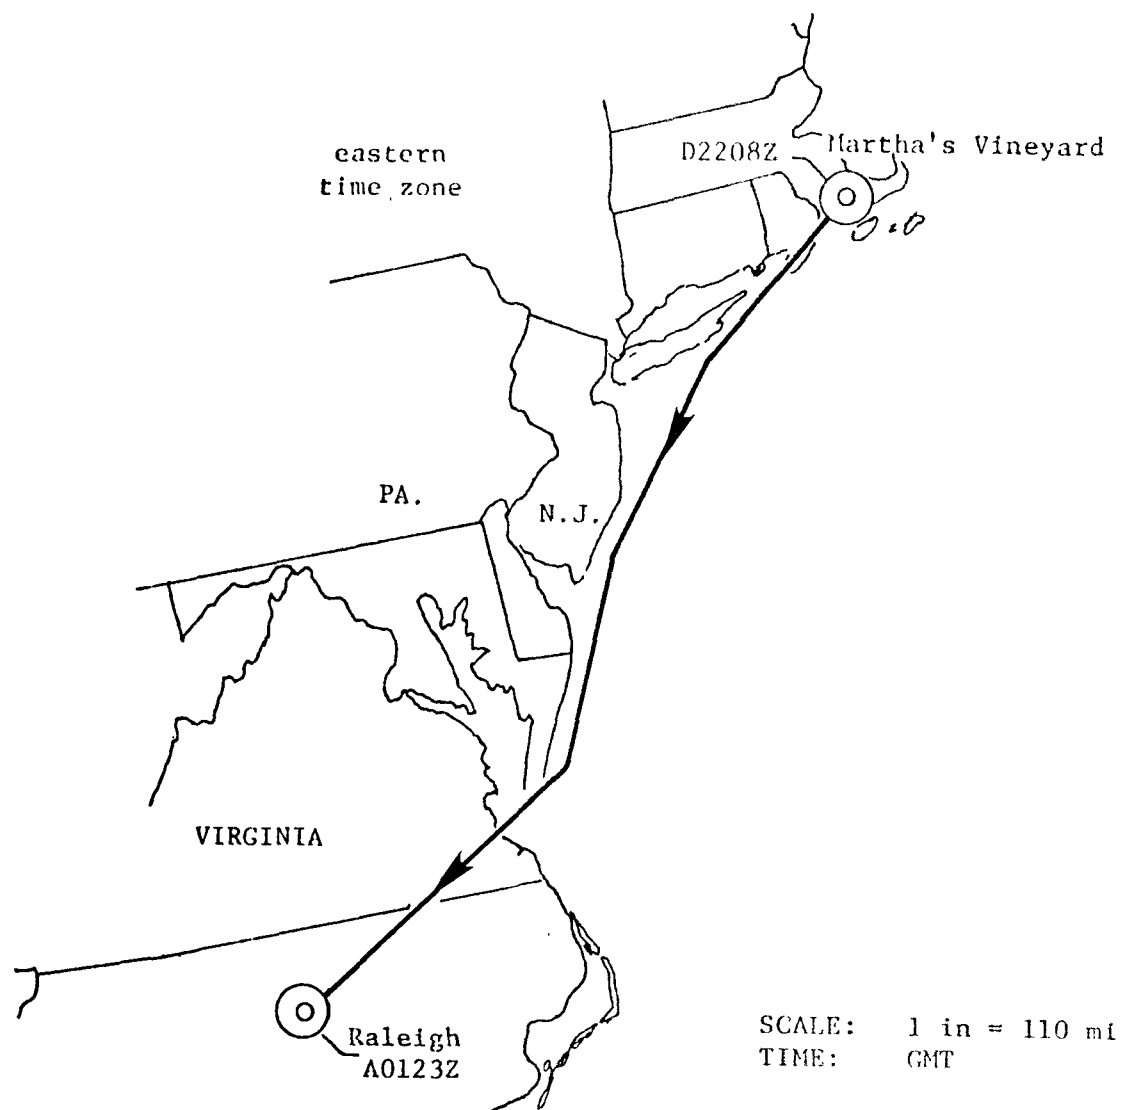 eastern
time zone
D2208Z
Martha's Vineyard
PA.
N.J.
VIRGINIA
Raleigh
A0123Z
SCALE: 1 in = 110 mi
TIME: GMT